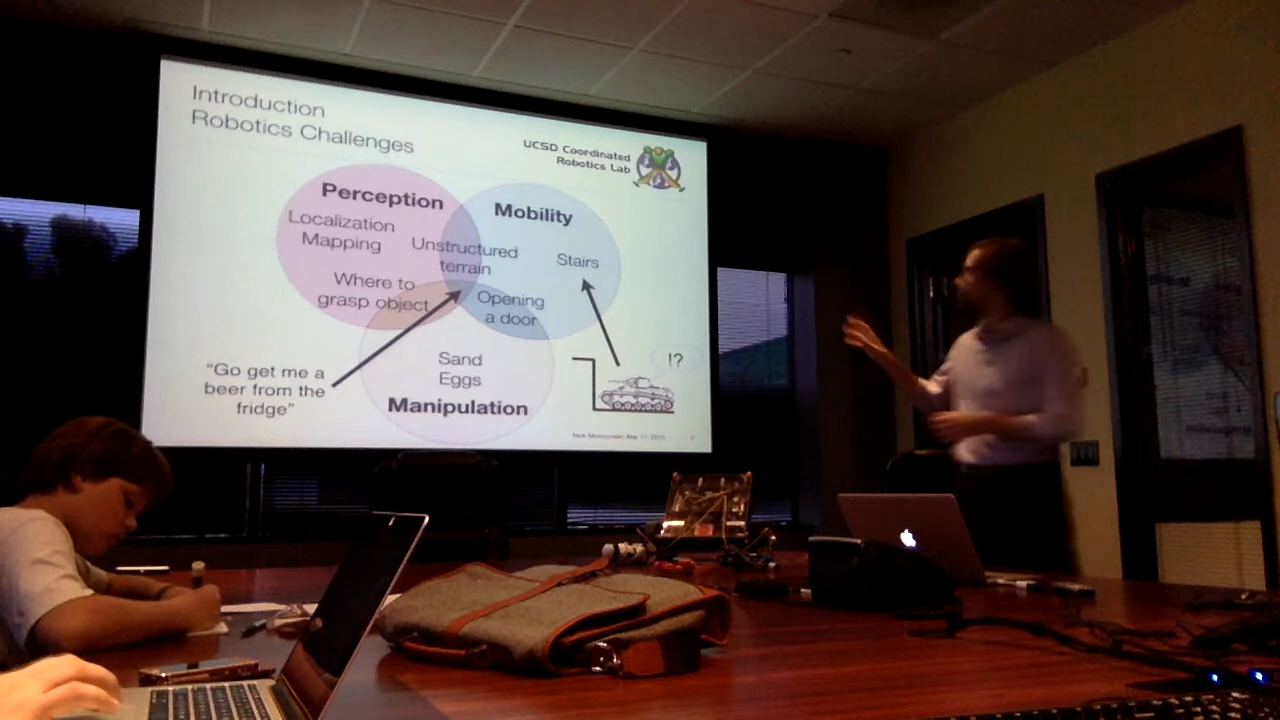 Introduction
Robotics Challenges
UCSD Coordinated
Robotics Lab
Perception
Mobility
Localization
Mapping
Unstructured
terrain
Stairs
Where to
grasp object
Opening
a door
"Go get me a
beer from the
fridge"
Sand
Eggs
Manipulation
!?